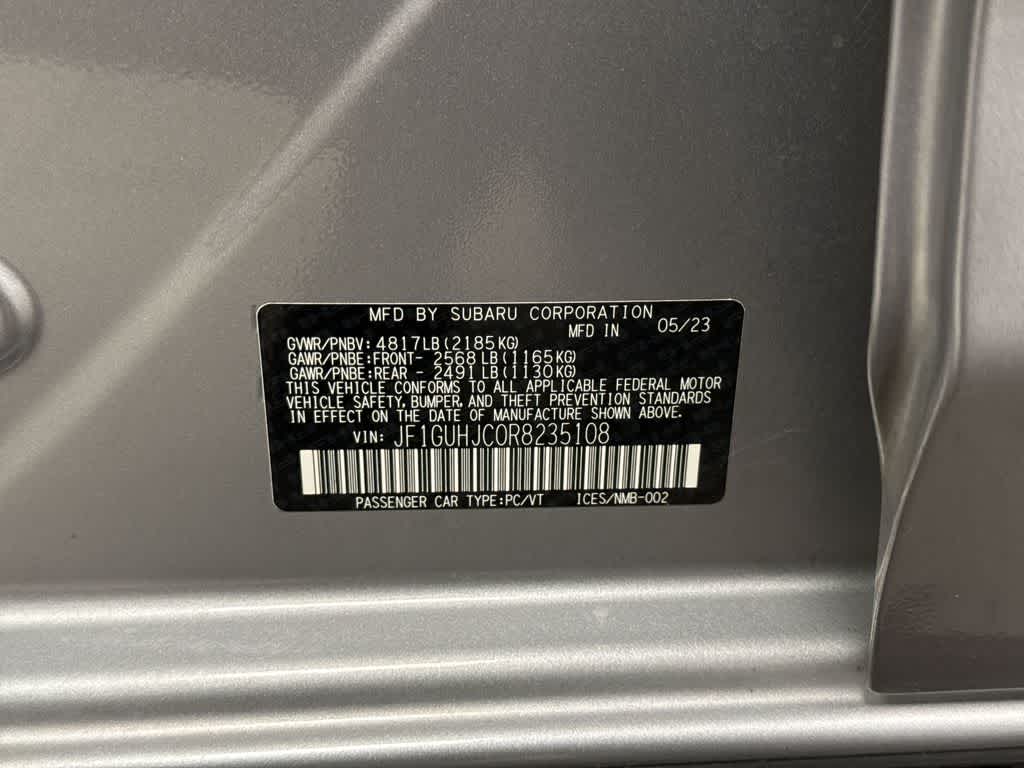 MFD BY SUBARU CORPORATION
MFD IN 05/23
GVWR/PNBV: 4817LB(2185KG)
GAWR/PNBE:FRONT- 2568LB(1165KG)
GAWR/PNBE:REAR - 2491LB(1130KG)
THIS VEHICLE CONFORMS TO ALL APPLICABLE FEDERAL MOTOR
VEHICLE SAFETY, BUMPER, AND THEFT PREVENTION STANDARDS
IN EFFECT ON THE DATE OF MANUFACTURE SHOWN ABOVE.
VIN: JF1GUHJC0R8235108
PASSENGER CAR TYPE:PC/VT ICES/NMB-002